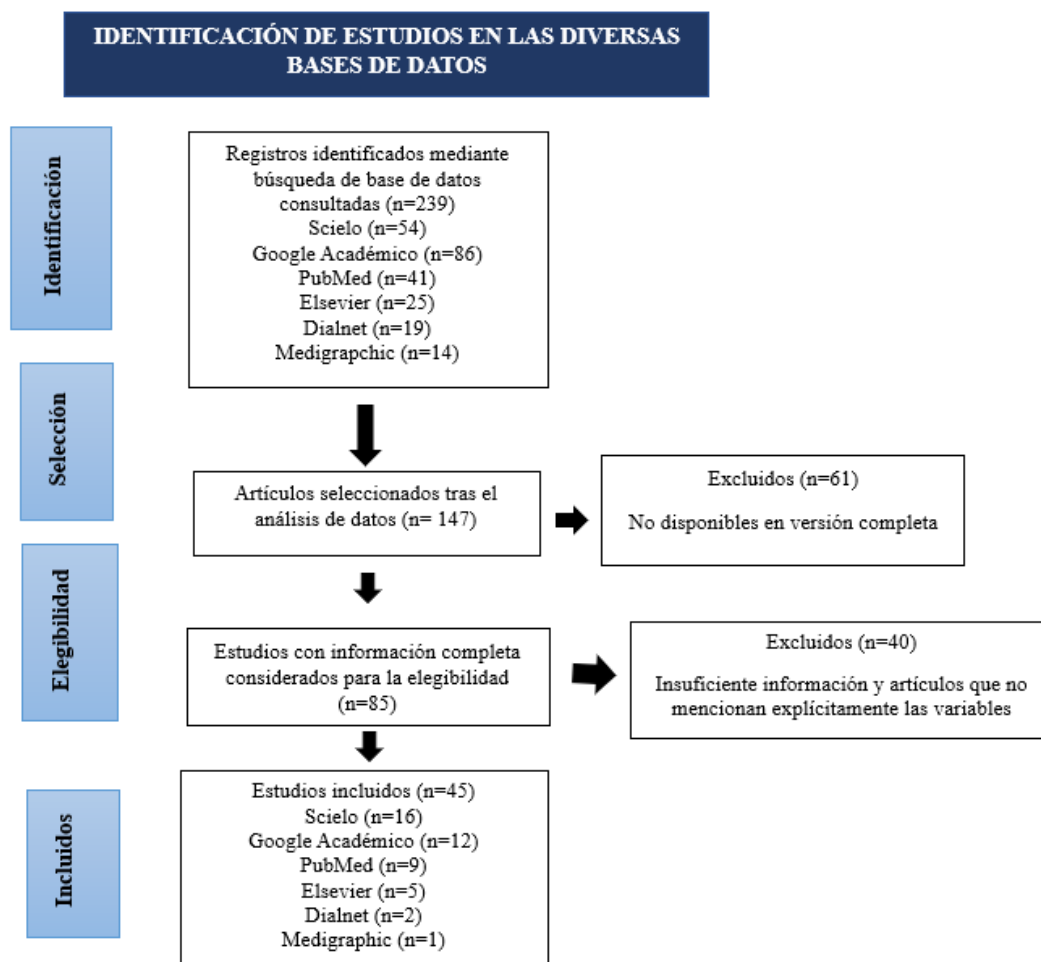 IDENTIFICACIÓN DE ESTUDIOS EN LAS DIVERSAS
BASES DE DATOS
Identificación
Registros identificados mediante
búsqueda de base de datos
consultadas (n=239)
Scielo (n=54)
Google Académico (n=86)
PubMed (n=41)
Elsevier (n=25)
Dialnet (n=19)
Medigrapchic (n=14)
Selección
Artículos seleccionados tras el
análisis de datos (n= 147)
Excluidos (n=61)
No disponibles en versión completa
Elegibilidad
Estudios con información completa
considerados para la elegibilidad
(n=85)
Excluidos (n=40)
Insuficiente información y artículos que no
mencionan explícitamente las variables
Incluidos
Estudios incluidos (n=45)
Scielo (n=16)
Google Académico (n=12)
PubMed (n=9)
Elsevier (n=5)
Dialnet (n=2)
Medigraphic (n=1)